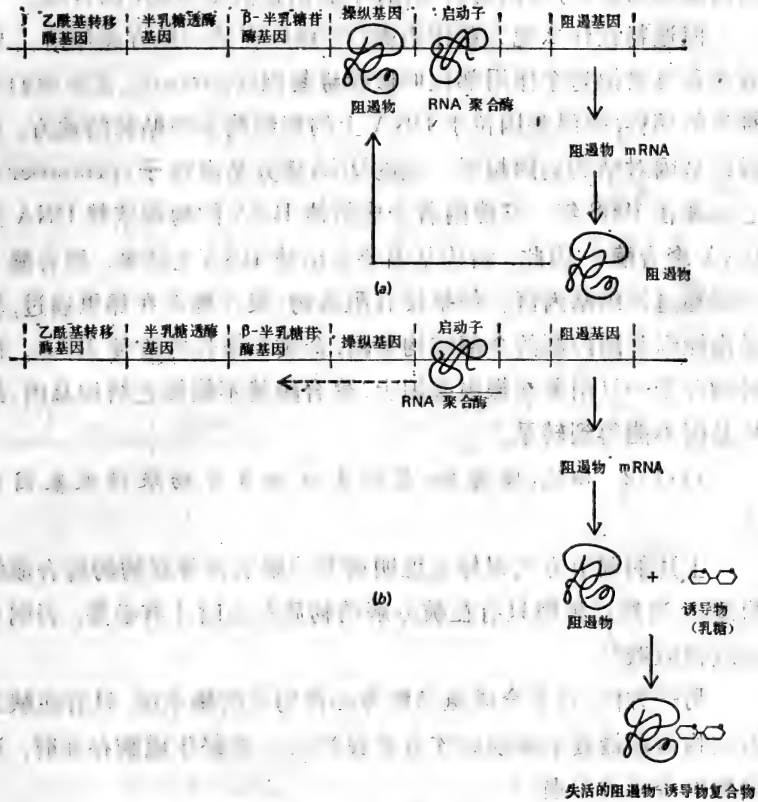 操纵基因 启动子
乙酰基转移 半乳糖透酶 β-半乳糖苷 阻遏基因
酶基因 基因 酶基因
阻遏物 RNA 聚合酶
阻遏物 mRNA
阻遏物
(a)
乙酰基转移 半乳糖透酶 β-半乳糖苷 操纵基因 启动子 阻遏基因
酶基因 基因 酶基因
RNA 聚合酶
阻遏物 mRNA
+
(b)
阻遏物 诱导物
(乳糖)
失活的阻遏物-诱导物复合物